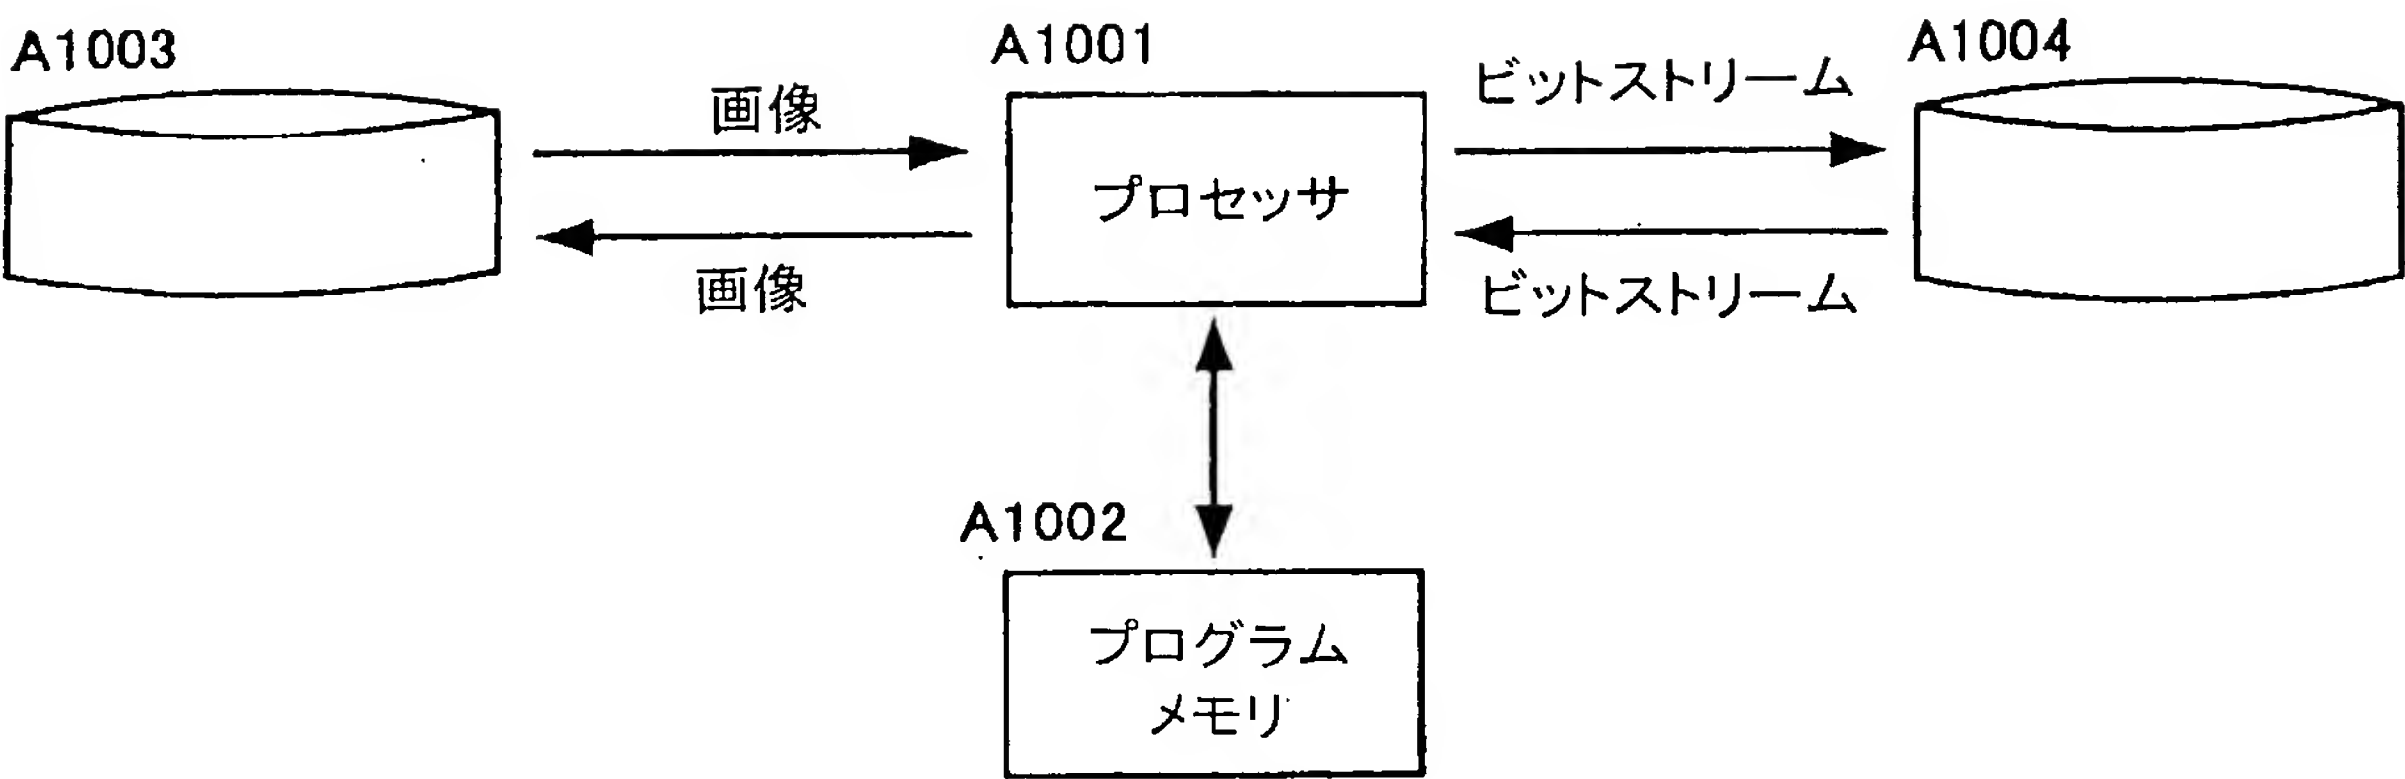 A1003
A1001
A1004
画像
ビットストリーム
プロセッサ
画像
ビットストリーム
A1002
プログラム
メモリ